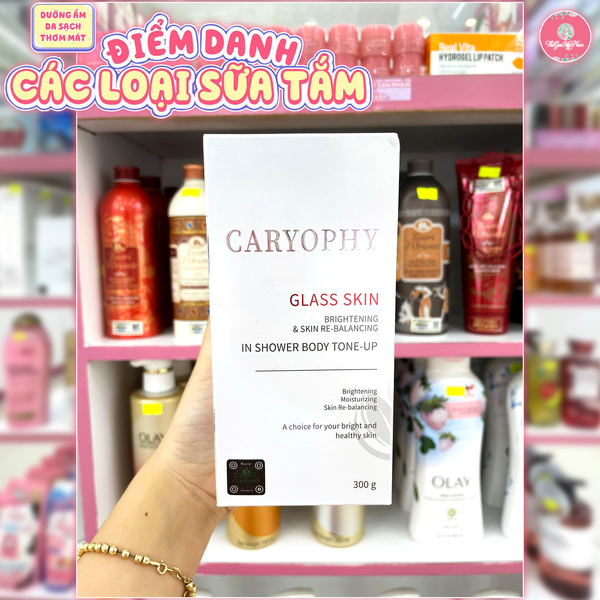 DƯỠNG ẨM
DA SẠCH
THƠM MÁT
ĐIỂM DANH
CÁC LOẠI SỮA TẮM
Real Vita
HYDROGEL LIP PATCH
CARYOPHY
GLASS SKIN
BRIGHTENING
& SKIN RE-BALANCING
IN SHOWER BODY TONE-UP
Brightening
Moisturizing
Skin Re-balancing
A choice for your bright and
healthy skin
300 g
OLAY
OLAY